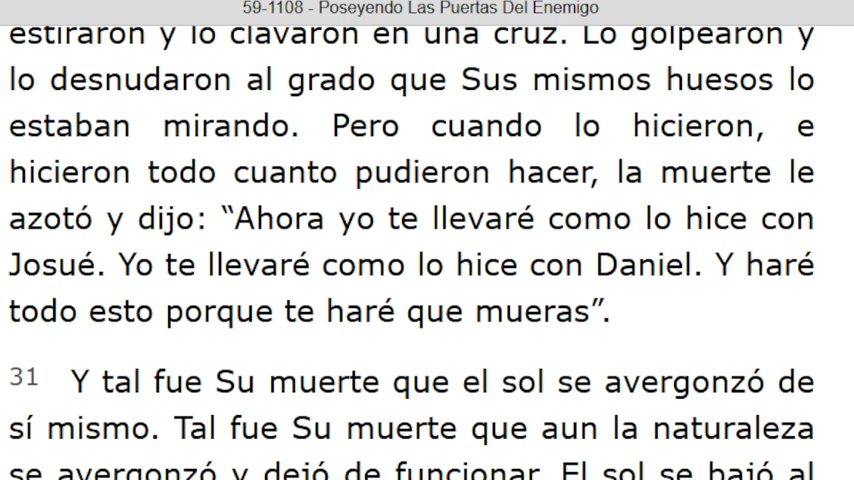 59-1108 - Poseyendo Las Puertas Del Enemigo
estiraron y lo clavaron en una cruz. Lo golpearon y
lo desnudaron al grado que Sus mismos huesos lo
estaban mirando. Pero cuando lo hicieron, e
hicieron todo cuanto pudieron hacer, la muerte le
azotó y dijo: “Ahora yo te llevaré como lo hice con
Josué. Yo te llevaré como lo hice con Daniel. Y haré
todo esto porque te haré que mueras”.
31 Y tal fue Su muerte que el sol se avergonzó de
sí mismo. Tal fue Su muerte que aun la naturaleza
se avergonzó y dejó de funcionar. El sol se bajó al